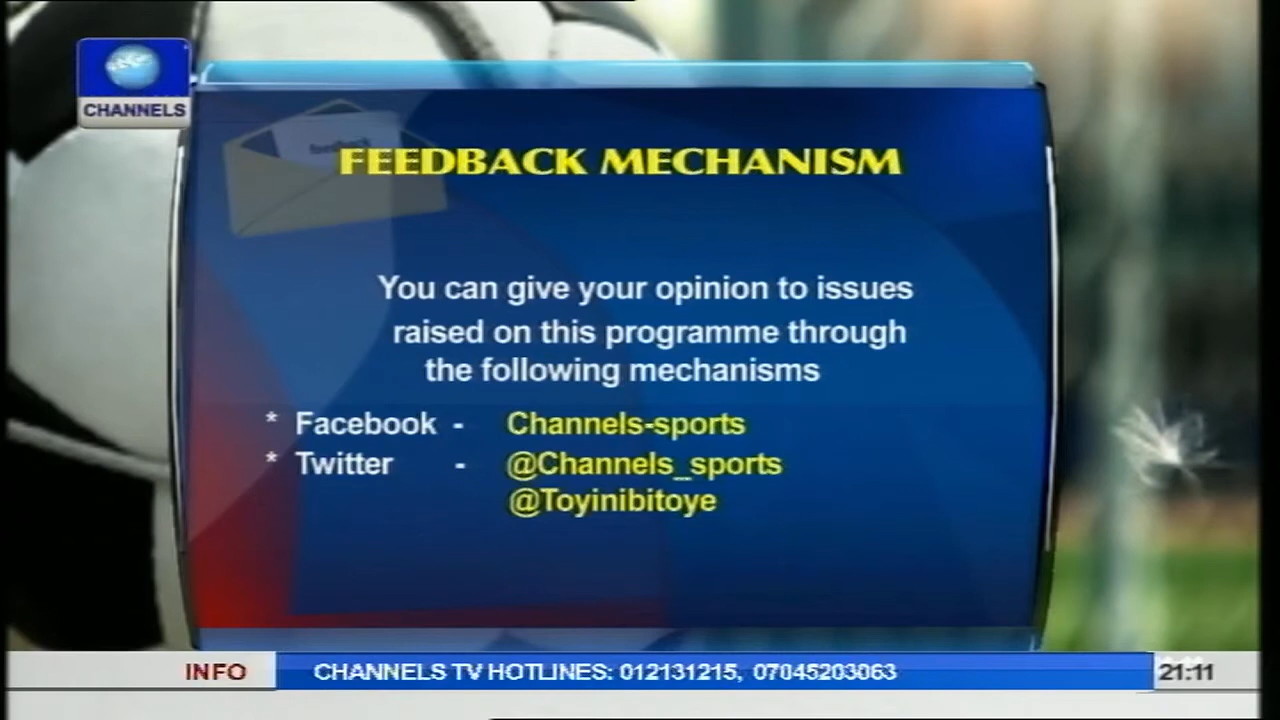 CHANNELS
feedback
FEEDBACK MECHANISM
You can give your opinion to issues
raised on this programme through
the following mechanisms
* Facebook - Channels-sports
* Twitter - @Channels_sports
@Toyinibitoye
INFO CHANNELS TV HOTLINES: 012131215, 07045203063 21:11